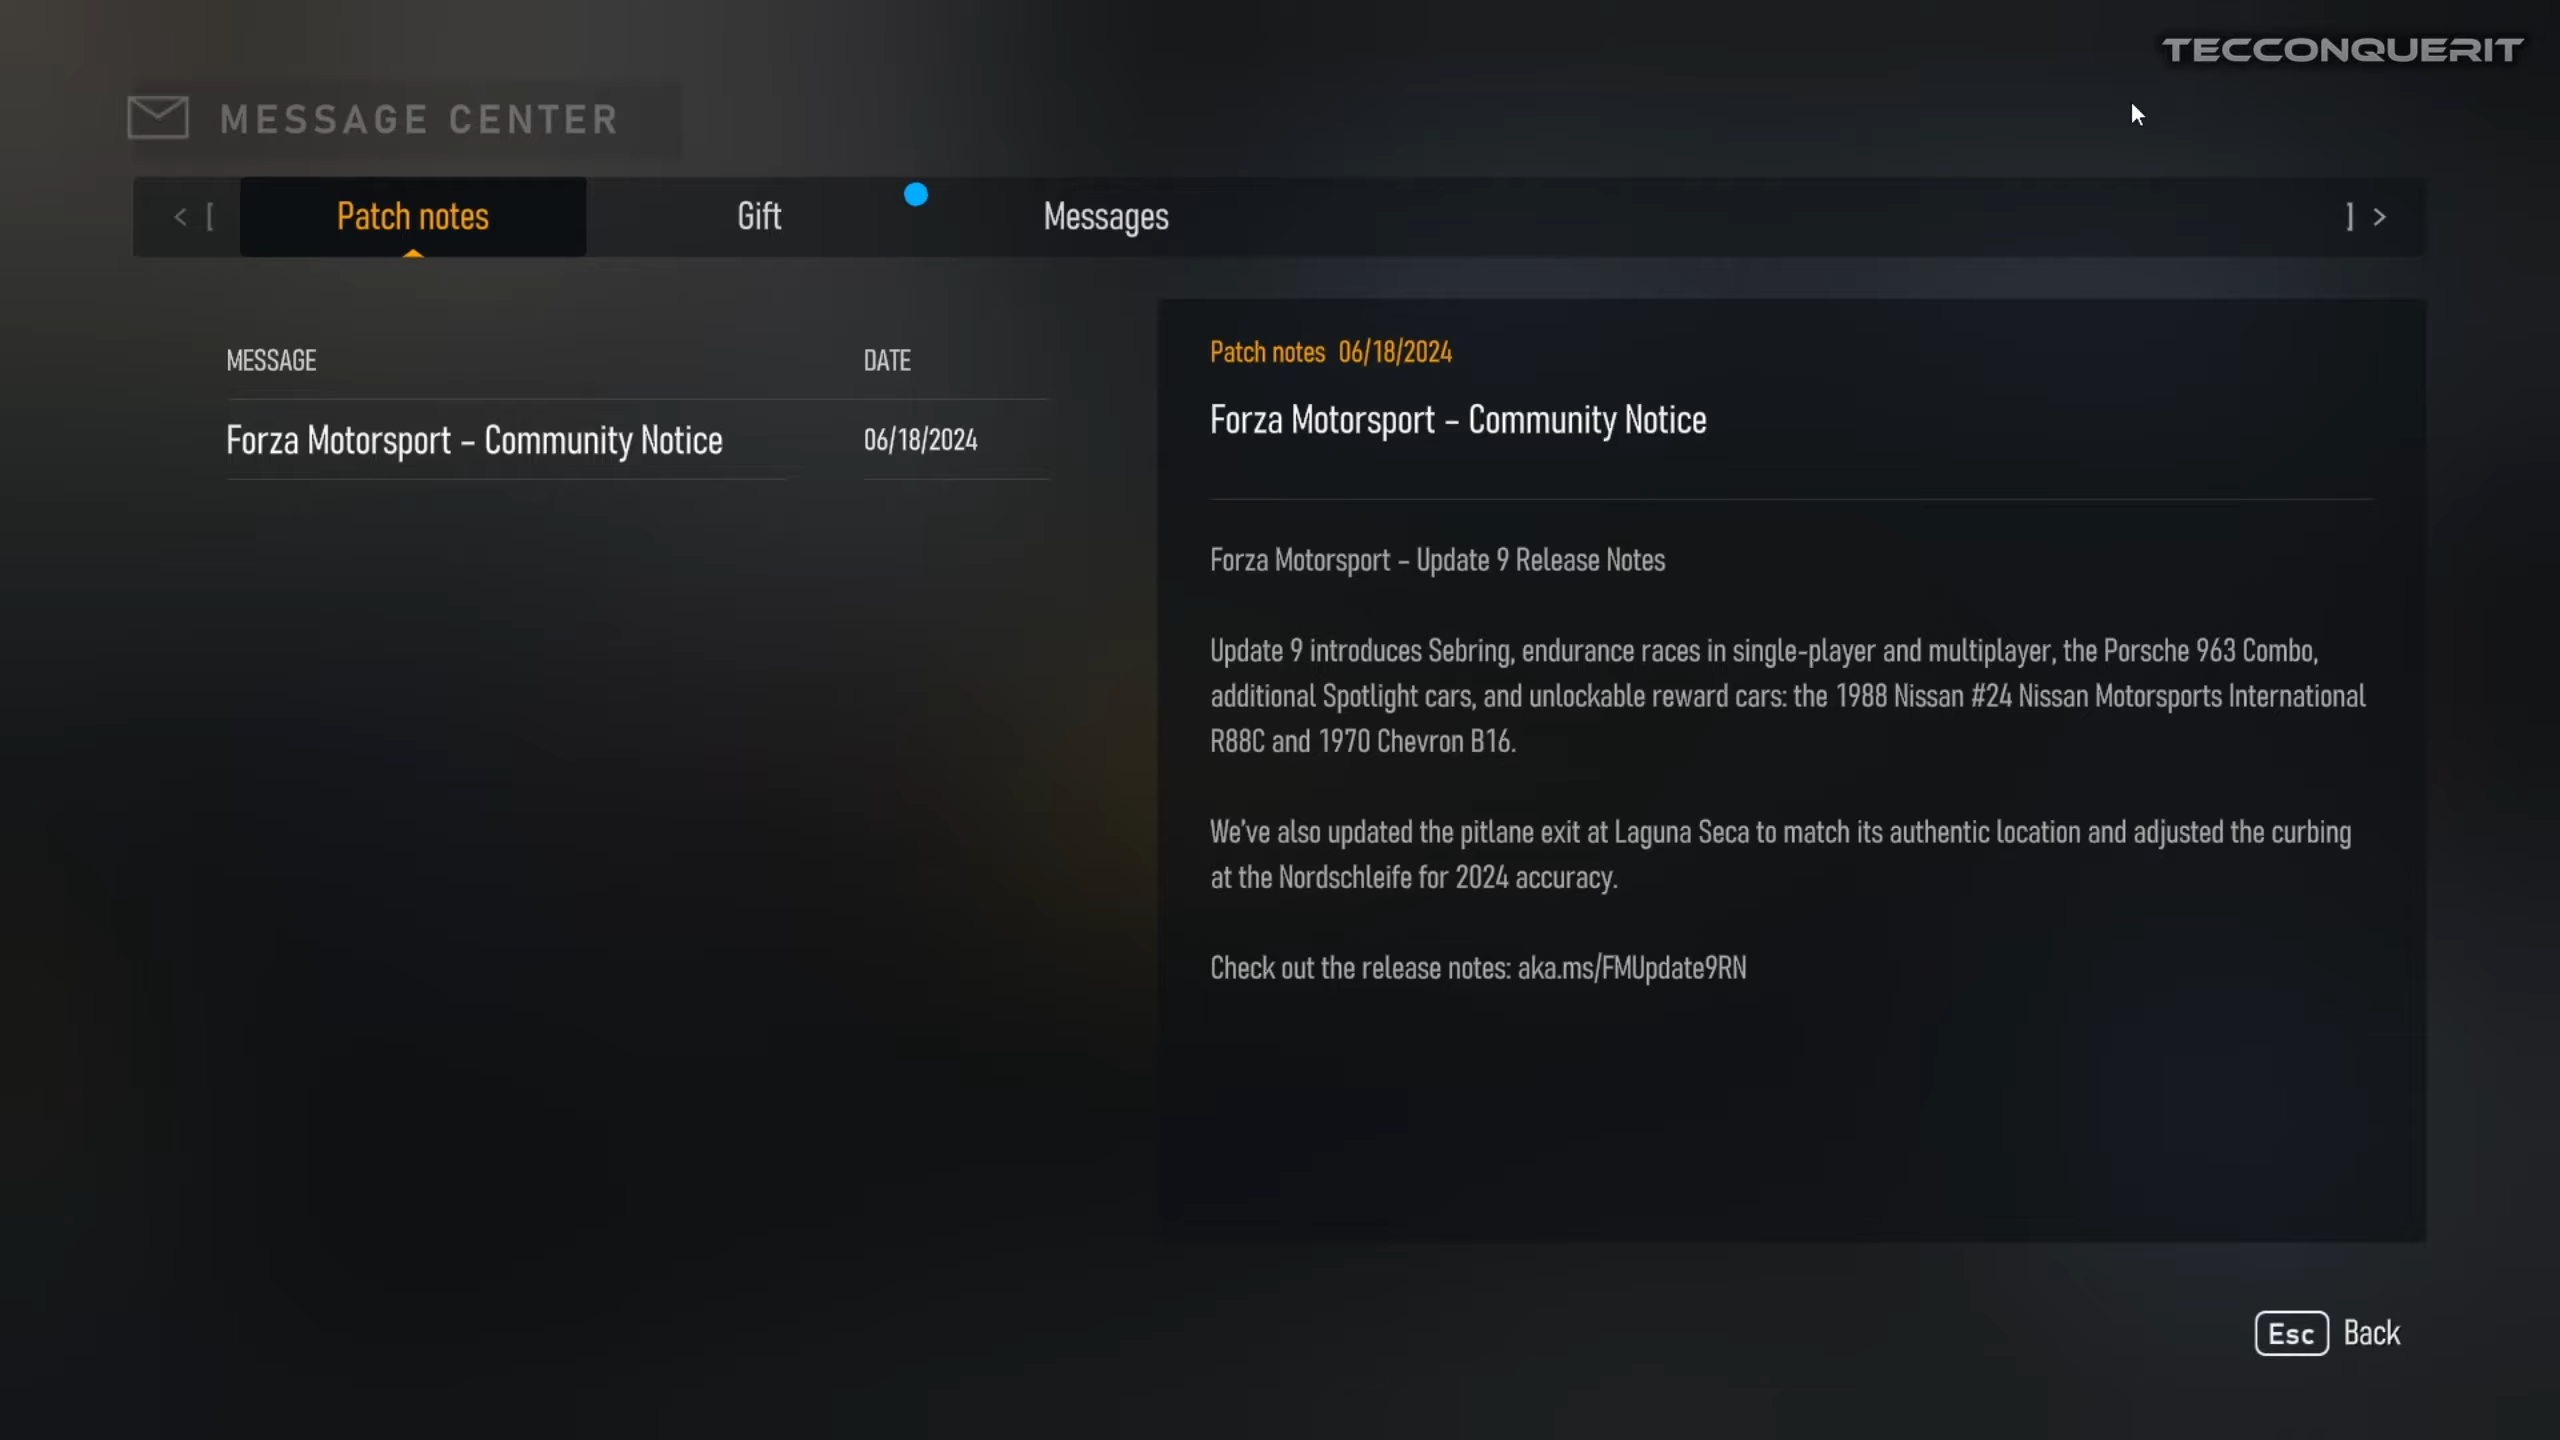 TECCONQUERIT
MESSAGE CENTER
< [ Patch notes Gift Messages ] >
MESSAGE DATE
Forza Motorsport – Community Notice 06/18/2024
Patch notes 06/18/2024
Forza Motorsport – Community Notice
Forza Motorsport – Update 9 Release Notes
Update 9 introduces Sebring, endurance races in single-player and multiplayer, the Porsche 963 Combo,
additional Spotlight cars, and unlockable reward cars: the 1988 Nissan #24 Nissan Motorsports International
R88C and 1970 Chevron B16.
We’ve also updated the pitlane exit at Laguna Seca to match its authentic location and adjusted the curbing
at the Nordschleife for 2024 accuracy.
Check out the release notes: aka.ms/FMUpdate9RN
Esc Back